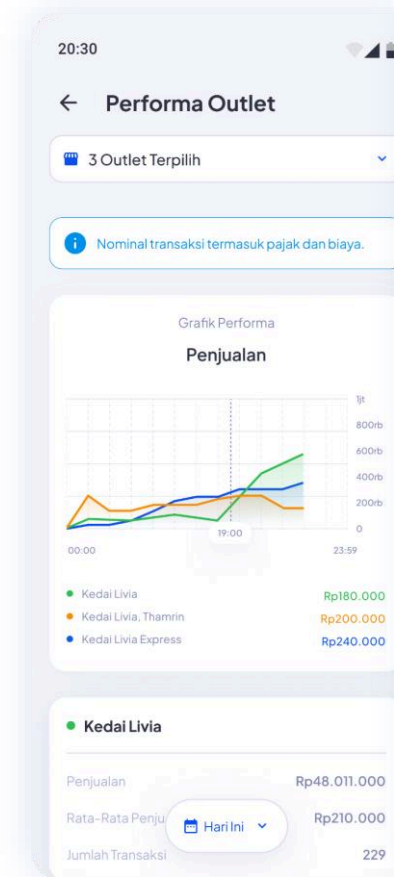 20:30
Performa Outlet
3 Outlet Terpilih
Nominal transaksi termasuk pajak dan biaya.
Grafik Performa
Penjualan
1jt
800rb
600rb
400rb
200rb
0
19:00
00:00
23:59
Kedai Livia Rp180.000
Kedai Livia, Thamrin Rp200.000
Kedai Livia Express Rp240.000
Kedai Livia
Penjualan Rp48.011.000
Rata-Rata Penju Rp210.000
Hari Ini
Jumlah Transaksi 229